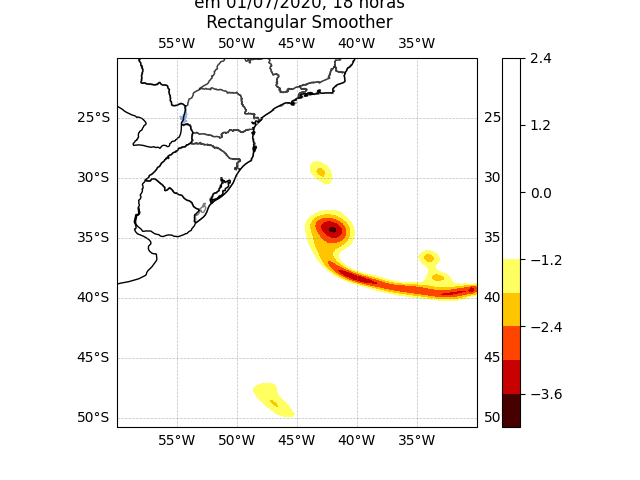 em 01/07/2020, 18 horas
Rectangular Smoother
55°W 50°W 45°W 40°W 35°W
2.4
25°S 25
1.2
30°S 30
0.0
35°S 35
−1.2
40°S 40
−2.4
45°S 45
−3.6
50°S 50
55°W 50°W 45°W 40°W 35°W